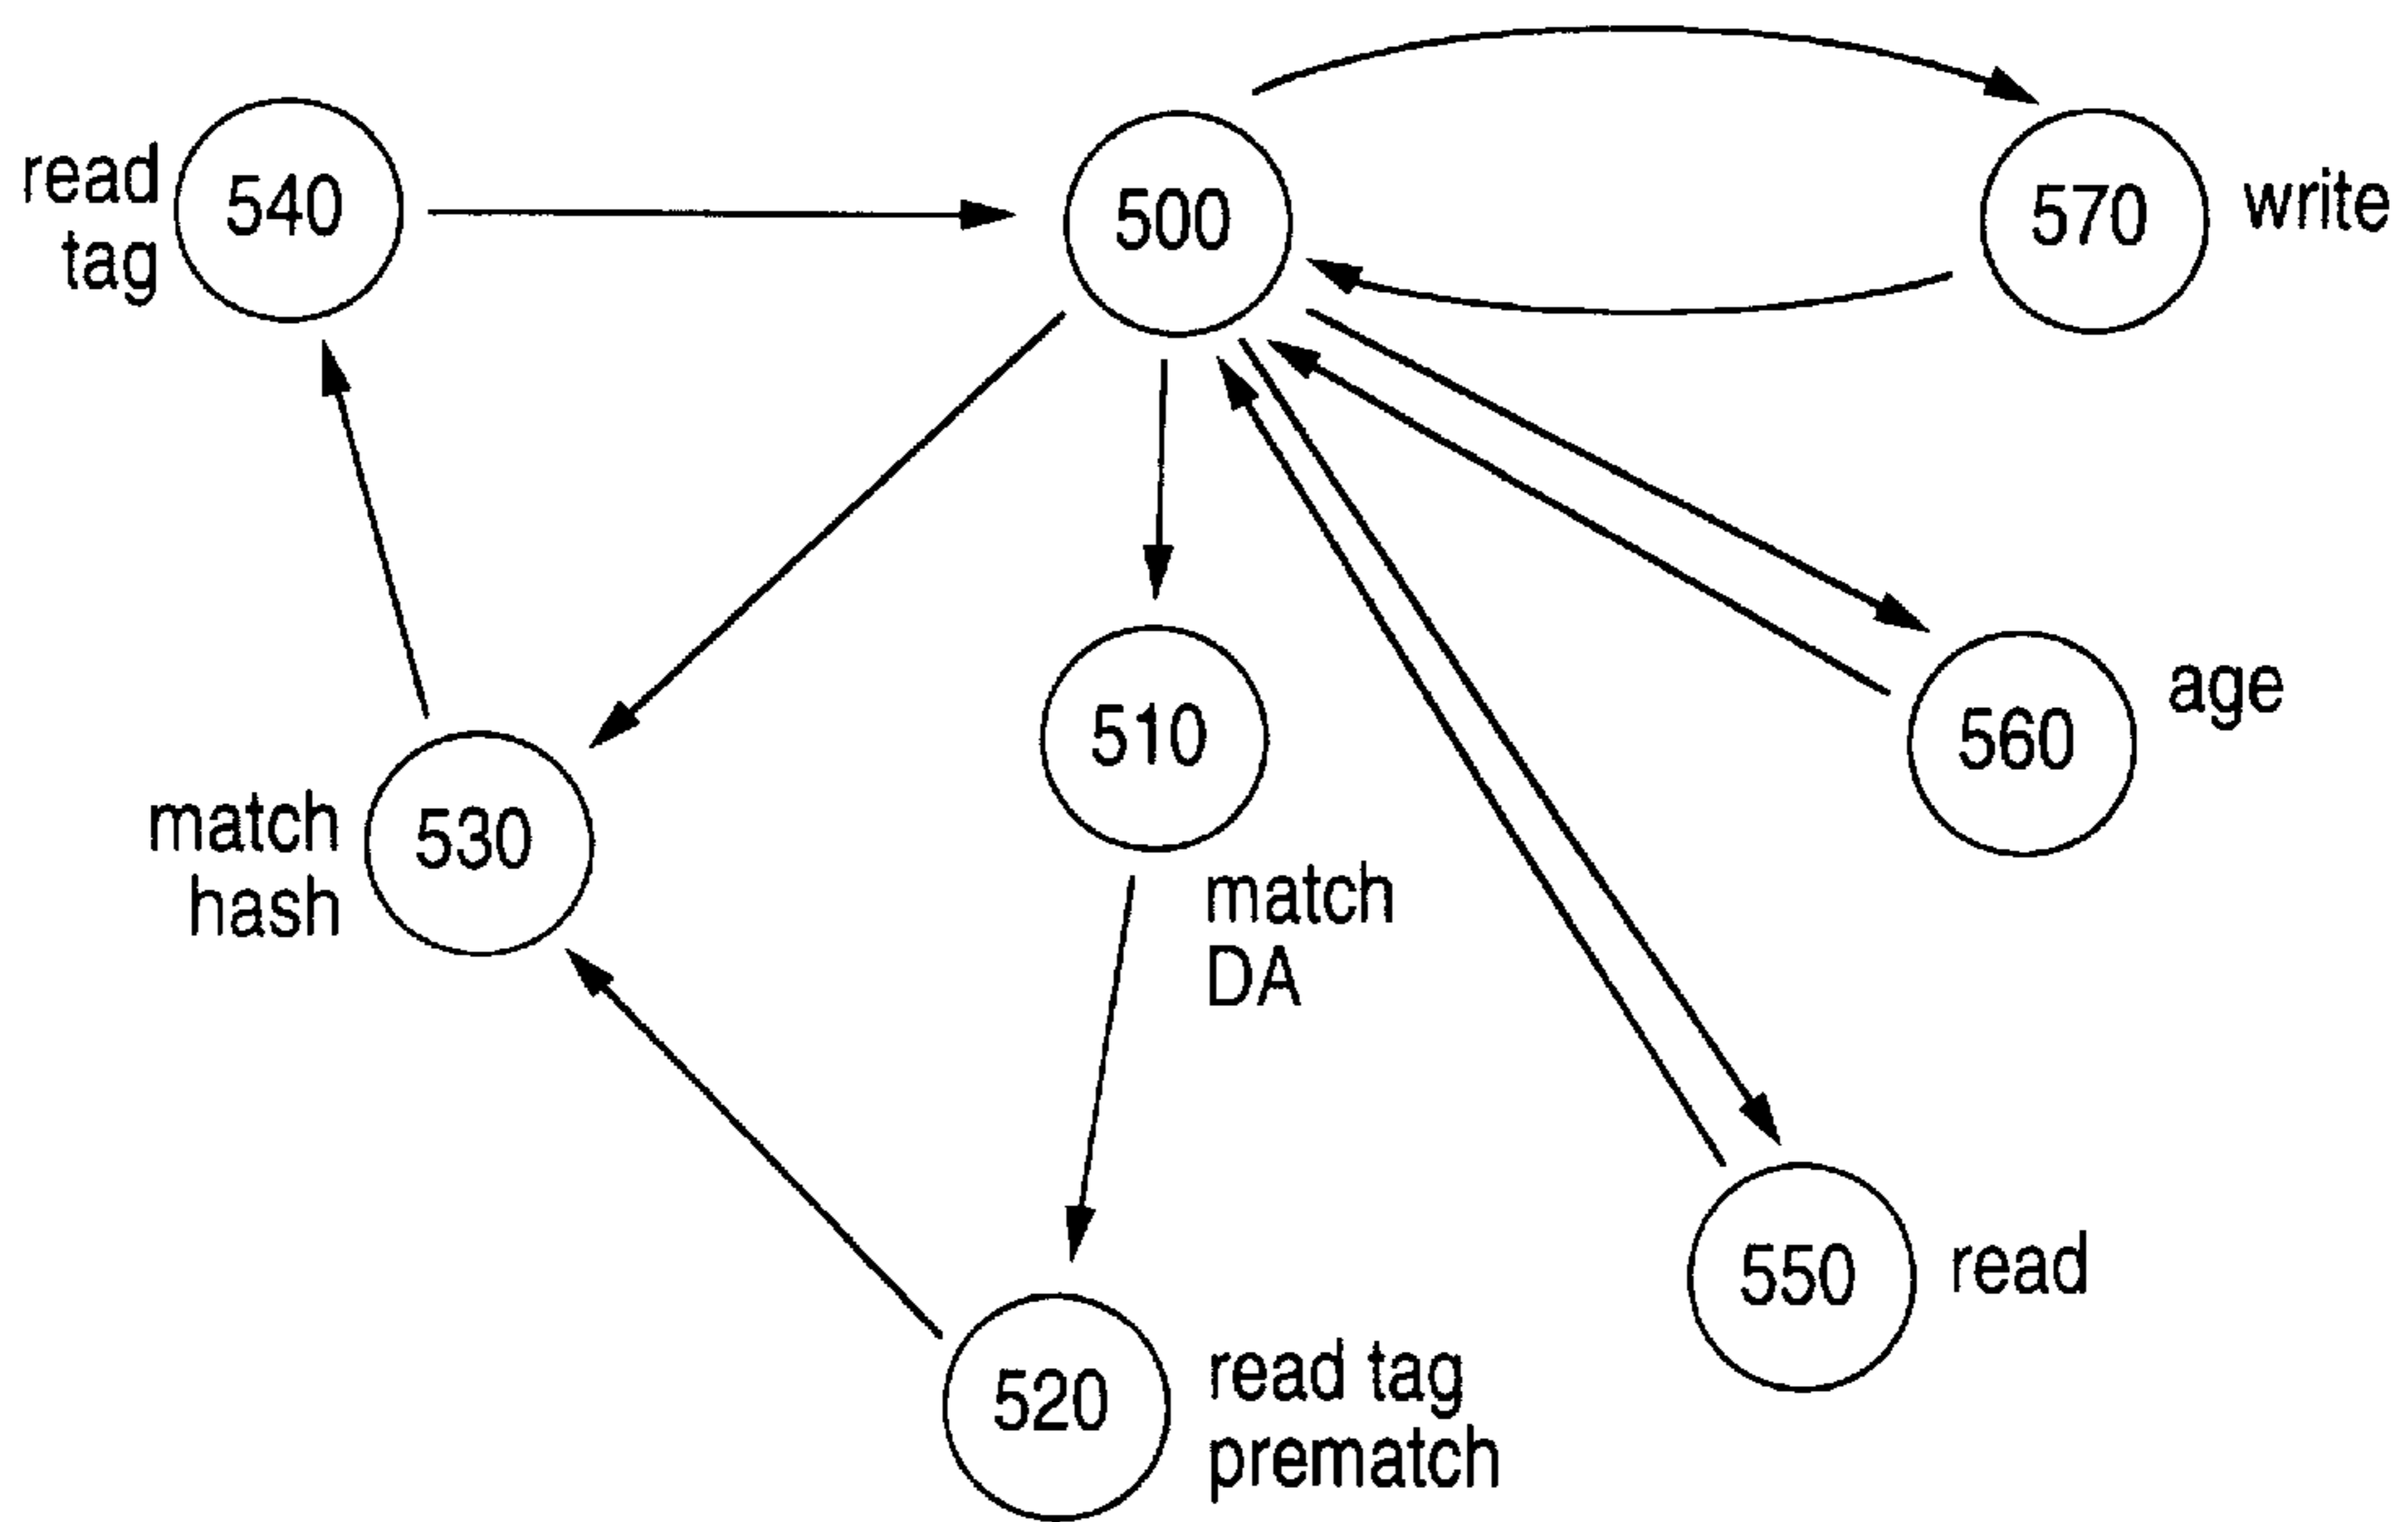 read
tag
540
500
570
write
510
match
DA
560
age
match
hash
530
550
read
520
read tag
prematch